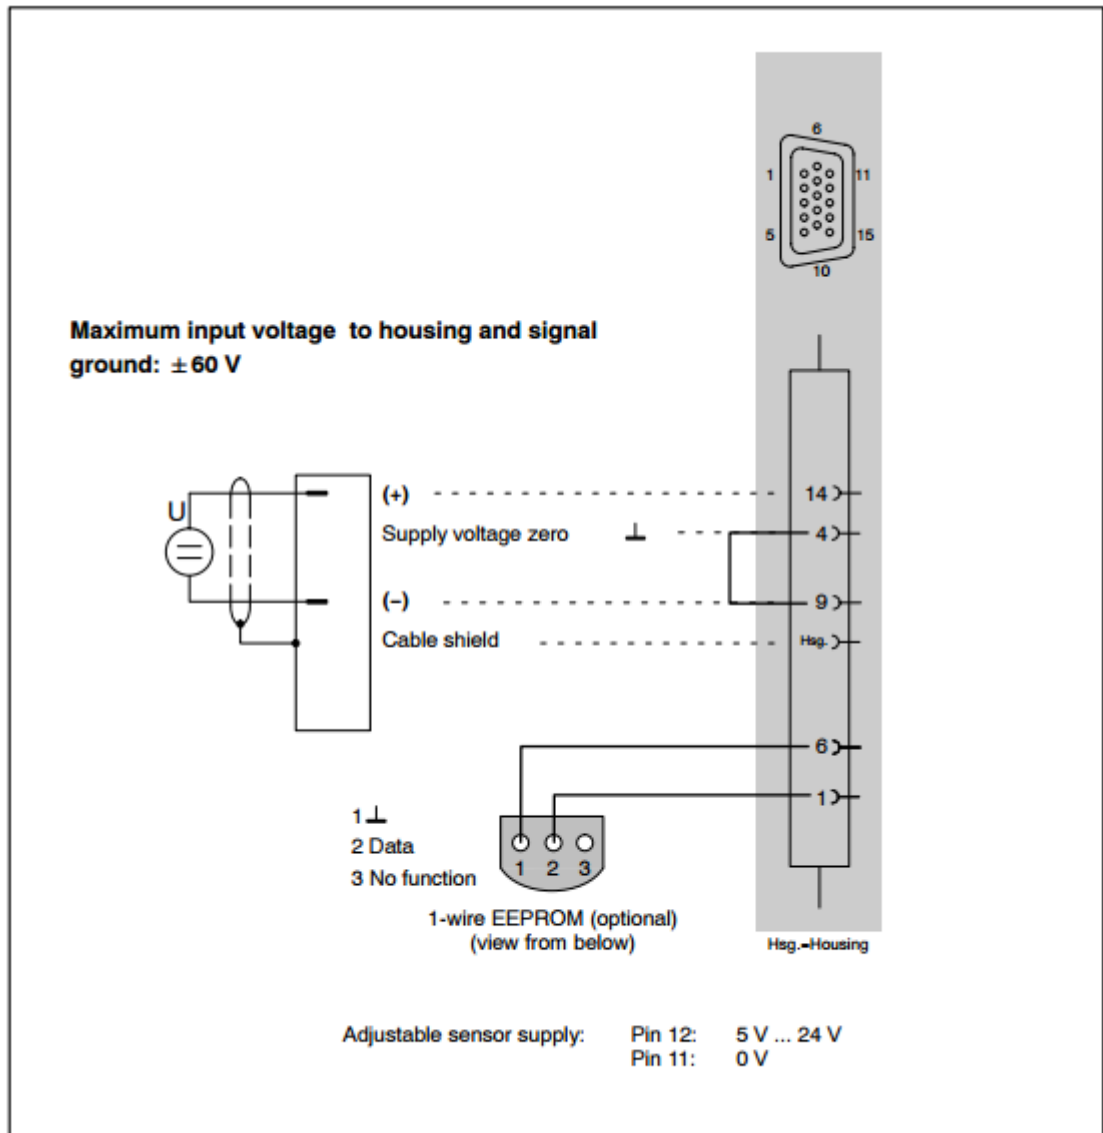 6
1 11
5 15
10
Maximum input voltage to housing and signal
ground: ±60 V
U
(+) 14
Supply voltage zero ⊥ 4
(−) 9
Cable shield Hsg.
6
1
1 ⊥
2 Data
3 No function
1 2 3
1-wire EEPROM (optional)
(view from below)
Hsg.=Housing
Adjustable sensor supply: Pin 12: 5 V ... 24 V
Pin 11: 0 V